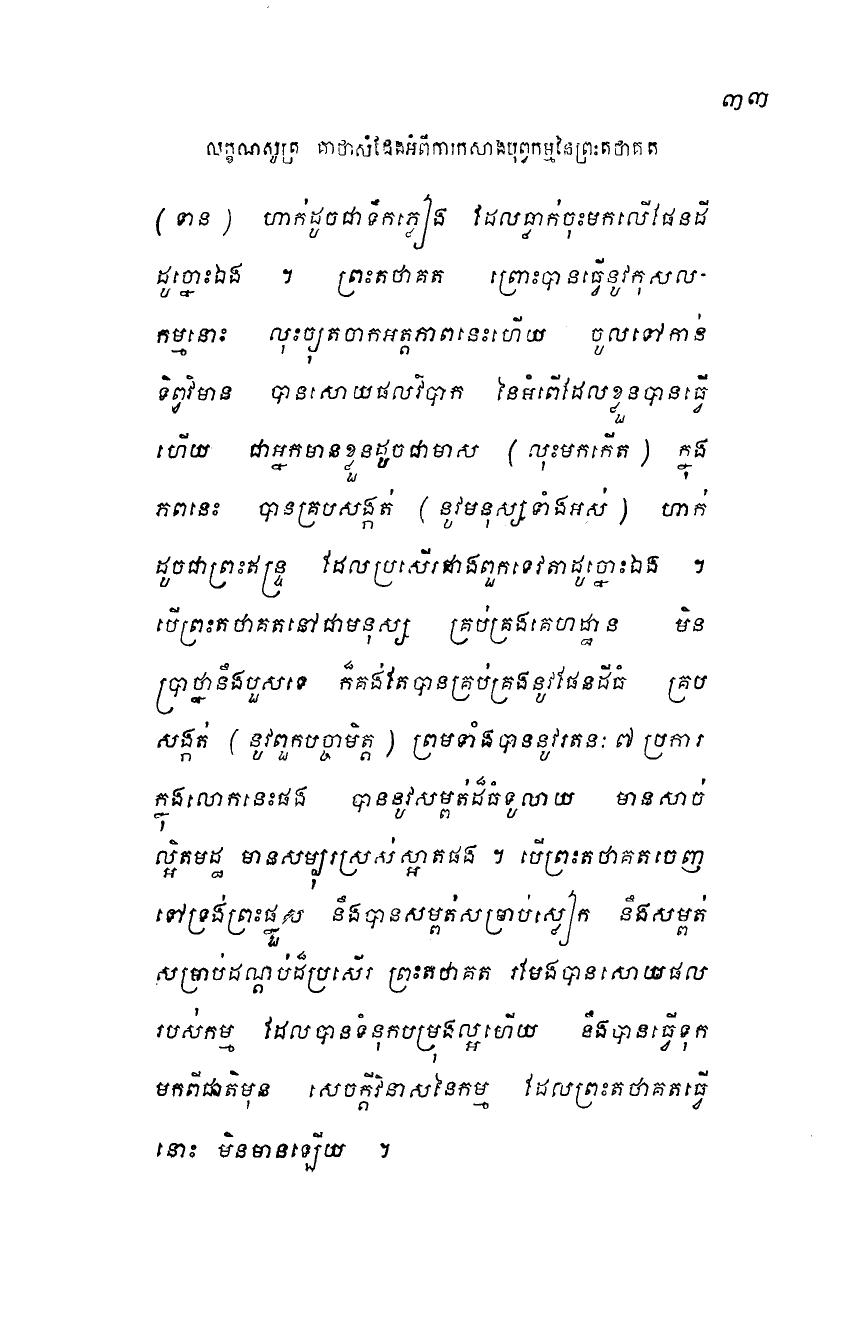 ៣៣
លក្ខណសូត្រ គាថាសំដែងអំពីការកសាងបុព្វកម្មនៃព្រះតថាគត
( ទាន ) ហាក់ដូចជាទឹកភ្លៀង ដែលធ្លាក់ចុះមកលើផែនដី
ដូច្នោះឯង ។ ព្រះតថាគត ព្រោះបានធ្វើនូវកុសល-
កម្មនោះ លុះច្យុតចាកអត្តភាពនេះហើយ ចូលទៅកាន់
ទិព្វវិមាន បានសោយផលវិបាក នៃអំពើដែលខ្លួនបានធ្វើ
ហើយ ជាអ្នកមានខ្លួនដូចជាមាស ( លុះមកកើត ) ក្នុង
ភពនេះ បានគ្របសង្កត់ ( នូវមនុស្សទាំងអស់ ) ហាក់
ដូចជាព្រះឥន្ទ្រ ដែលប្រសើរជាងពួកទេវតាដូច្នោះឯង ។
បើព្រះតថាគតនៅជាមនុស្ស គ្រប់គ្រងគេហដ្ឋាន មិន
ប្រាថ្នានឹងបួសទេ ក៏គង់តែបានគ្រប់គ្រងនូវផែនដីធំ គ្រប
សង្កត់ ( នូវពួកបច្ចាមិត្ត ) ព្រមទាំងបាននូវរតនៈ ៧ ប្រការ
ក្នុងលោកនេះផង បាននូវសម្ពត់ដ៏ធំទូលាយ មានសាច់
ល្អិតមដ្ឋ មានសម្បុរស្រស់ស្អាតផង ។ បើព្រះតថាគតចេញ
ទៅទ្រង់ព្រះផ្នួស នឹងបានសម្ពត់សម្រាប់ស្លៀក នឹងសម្ពត់
សម្រាប់ដណ្តប់ដ៏ប្រសើរ ព្រះតថាគត រមែងបានសោយផល
របស់កម្ម ដែលបានទំនុកបម្រុងល្អហើយ នឹងបានធ្វើទុក
មកពីជាតិមុន សេចក្តីវិនាសនៃកម្ម ដែលព្រះតថាគតធ្វើ
នោះ មិនមានឡើយ ។